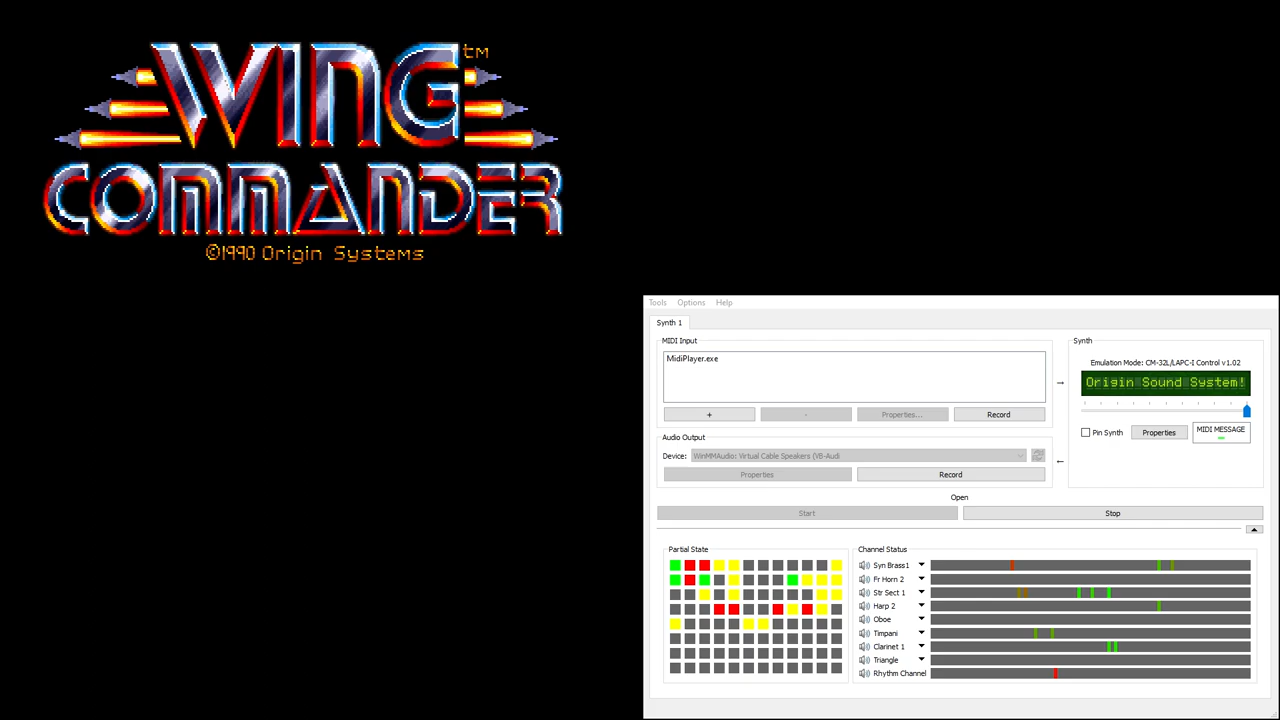 WING
™
COMMANDER
©1990 Origin Systems
Tools Options Help
Synth 1
MIDI Input
MidiPlayer.exe
+ - Properties... Record
Audio Output
Device: WinMMAudio: Virtual Cable Speakers (VB-Audi
Properties Record
Synth
Emulation Mode: CM-32L/LAPC-I Control v1.02
Origin Sound System!
Pin Synth Properties MIDI MESSAGE
Open
Start Stop
Partial State
Channel Status
Syn Brass1
Fr Horn 2
Str Sect 1
Harp 2
Oboe
Timpani
Clarinet 1
Triangle
Rhythm Channel